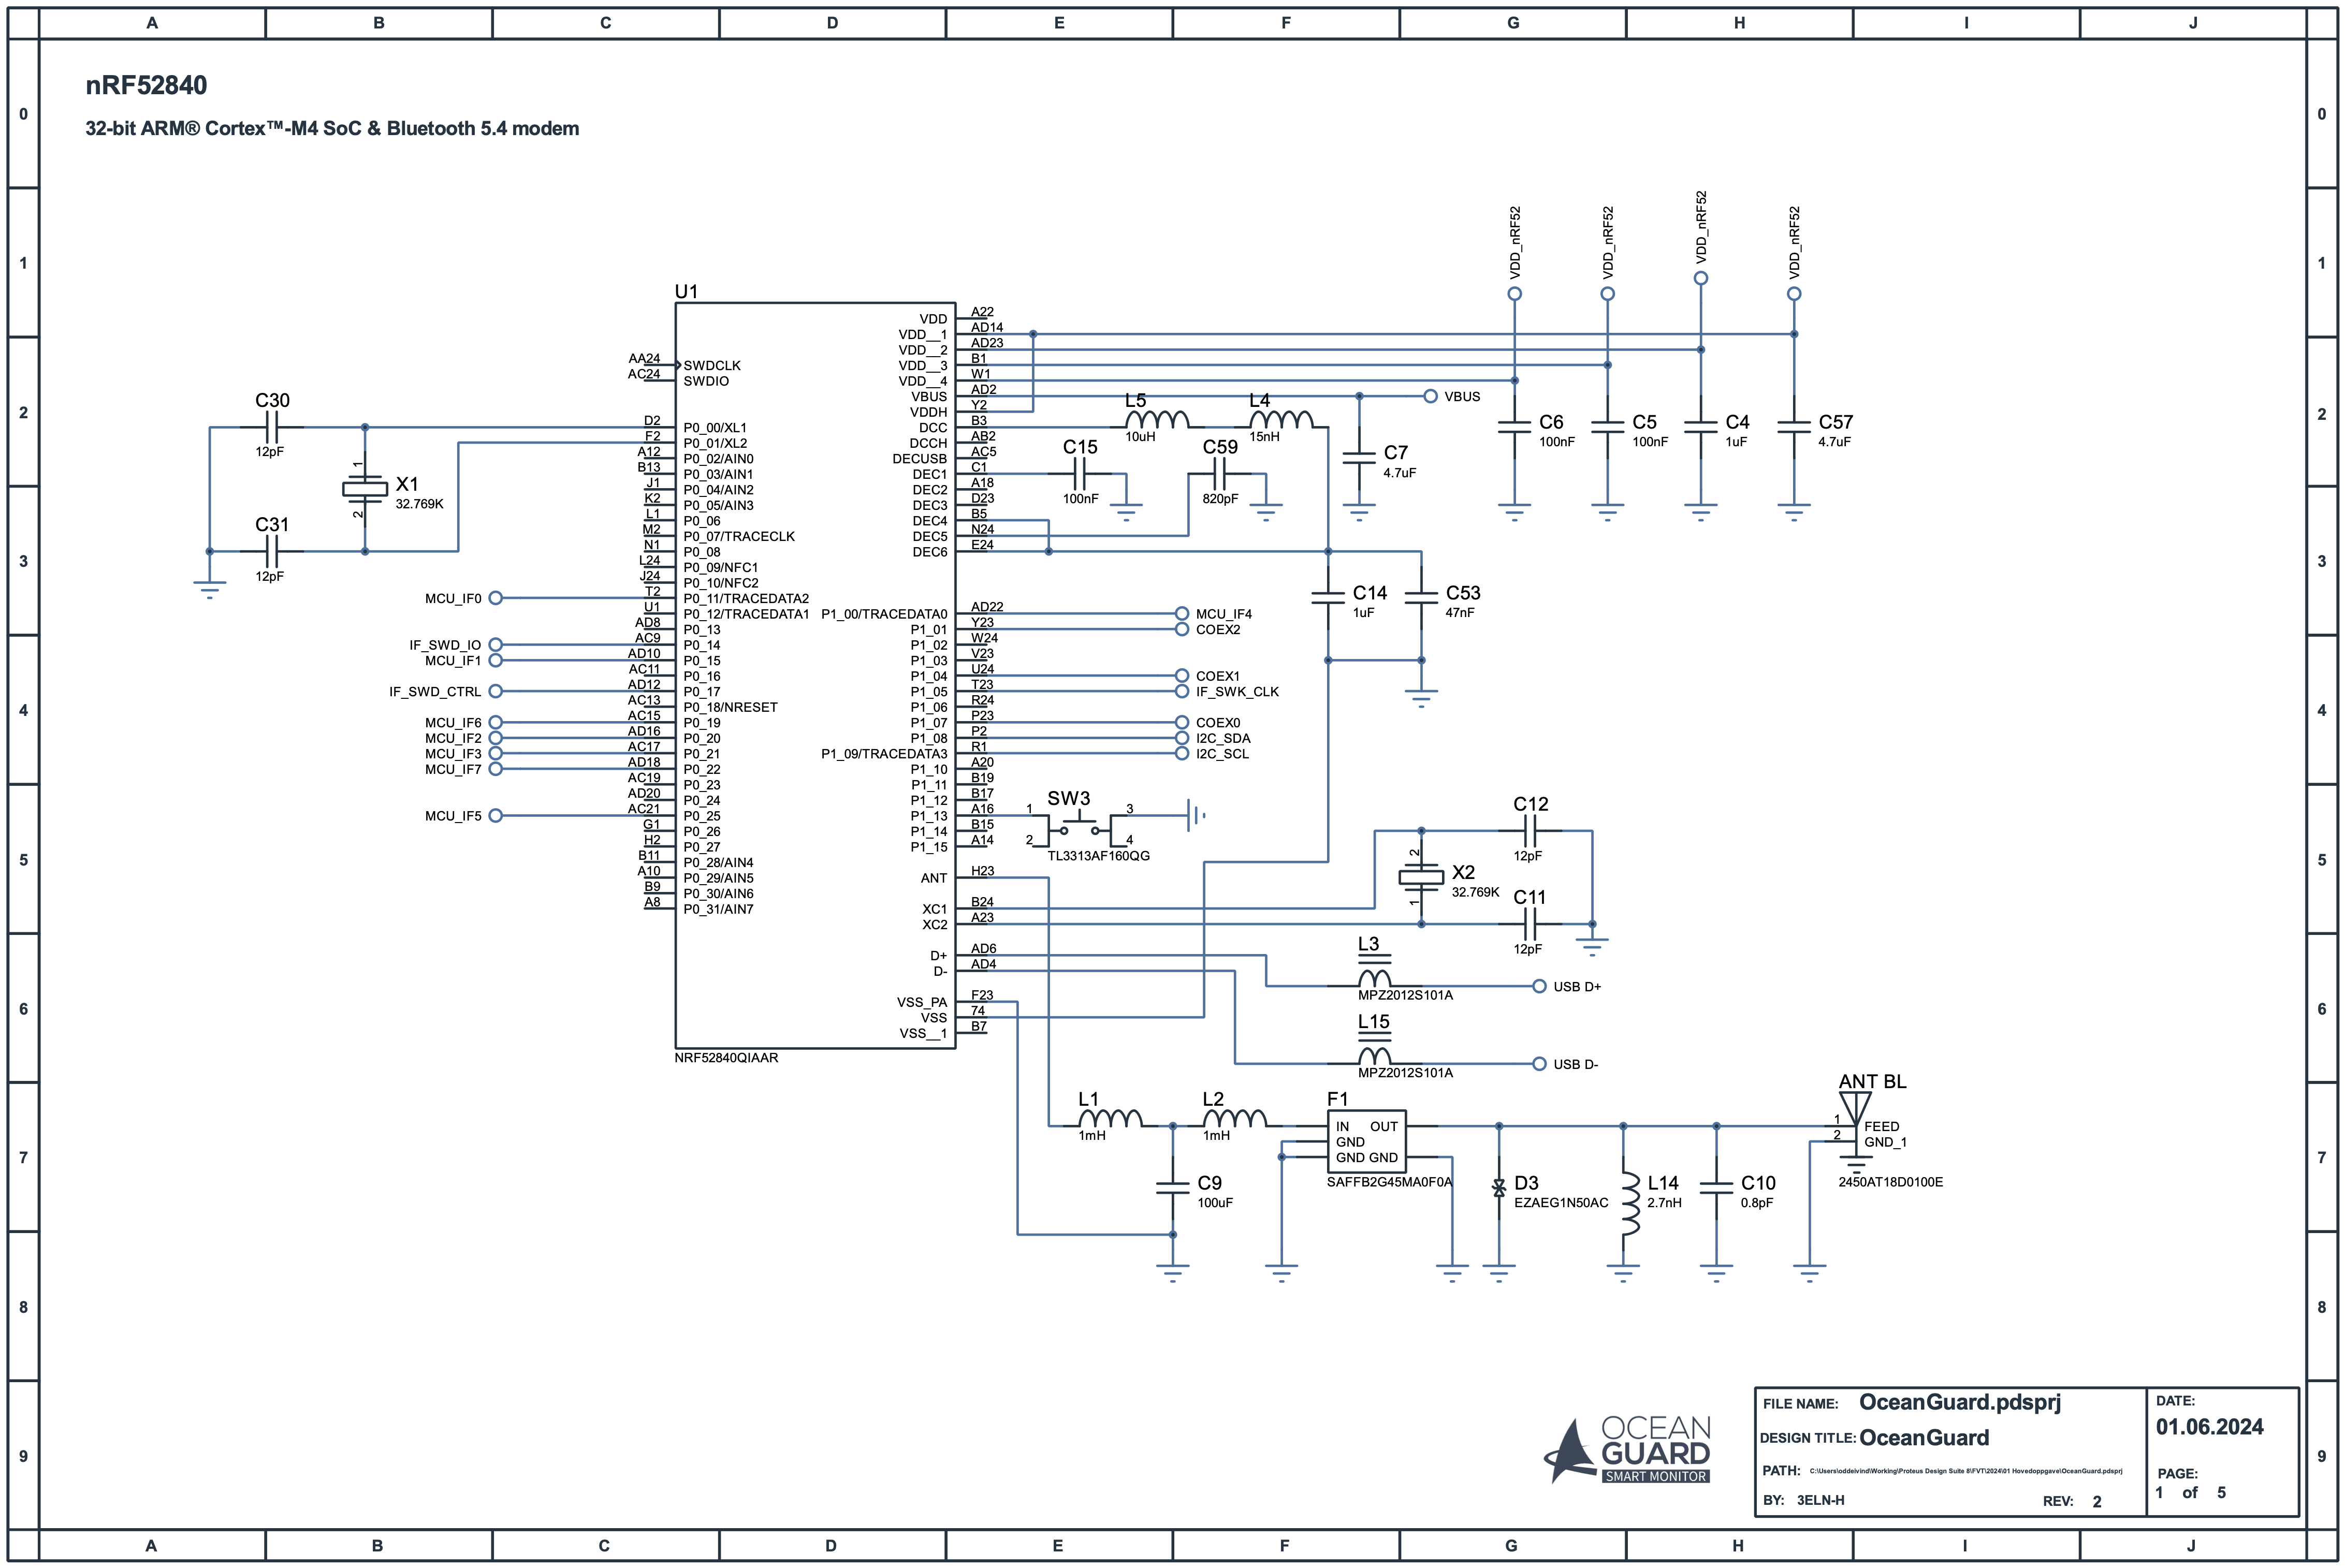 A B C D E F G H I J
0 0
nRF52840
32-bit ARM® Cortex™-M4 SoC & Bluetooth 5.4 modem
1 1
VDD_nRF52
VDD_nRF52
VDD_nRF52
VDD_nRF52
U1
VDD A22
VDD__1 AD14
VDD__2 AD23
AA24 SWDCLK VDD__3 B1
AC24 SWDIO VDD__4 W1
VBUS AD2 VBUS
VDDH Y2
2 2
C30
12pF
D2 P0_00/XL1 DCC B3
F2 P0_01/XL2 DCCH AB2
A12 P0_02/AIN0 DECUSB AC5
B13 P0_03/AIN1 DEC1 C1
J1 P0_04/AIN2 DEC2 A18
K2 P0_05/AIN3 DEC3 D23
L1 P0_06 DEC4 B5
M2 P0_07/TRACECLK DEC5 N24
N1 P0_08 DEC6 E24
L24 P0_09/NFC1
J24 P0_10/NFC2
L5
10uH
L4
15nH
C15
100nF
C59
820pF
C7
4.7uF
C6
100nF
C5
100nF
C4
1uF
C57
4.7uF
1
X1
32.769K
2
C31
12pF
3 3
C14
1uF
C53
47nF
MCU_IF0 T2 P0_11/TRACEDATA2
U1 P0_12/TRACEDATA1 P1_00/TRACEDATA0 AD22 MCU_IF4
AD8 P0_13 P1_01 Y23 COEX2
IF_SWD_IO AC9 P0_14 P1_02 W24
MCU_IF1 AD10 P0_15 P1_03 V23
AC11 P0_16 P1_04 U24 COEX1
IF_SWD_CTRL AD12 P0_17 P1_05 T23 IF_SWK_CLK
4 4
AC13 P0_18/NRESET P1_06 R24
MCU_IF6 AC15 P0_19 P1_07 P23 COEX0
MCU_IF2 AD16 P0_20 P1_08 P2 I2C_SDA
MCU_IF3 AC17 P0_21 P1_09/TRACEDATA3 R1 I2C_SCL
MCU_IF7 AD18 P0_22 P1_10 A20
AC19 P0_23 P1_11 B19
AD20 P0_24 P1_12 B17
MCU_IF5 AC21 P0_25 P1_13 A16
G1 P0_26 P1_14 B15
H2 P0_27 P1_15 A14
B11 P0_28/AIN4
A10 P0_29/AIN5 ANT H23
B9 P0_30/AIN6
A8 P0_31/AIN7 XC1 B24
XC2 A23
SW3
1 3
2 4
TL3313AF160QG
5 5
C12
12pF
2
X2
32.769K
1
C11
12pF
D+ AD6
D- AD4
VSS_PA F23
VSS 74
VSS__1 B7
NRF52840QIAAR
L3
MPZ2012S101A
USB D+
6 6
L15
MPZ2012S101A
USB D-
L1
1mH
L2
1mH
F1
IN OUT
GND
GND GND
SAFFB2G45MA0F0A
ANT BL
1 FEED
2 GND_1
2450AT18D0100E
7 7
C9
100uF
D3
EZAEG1N50AC
L14
2.7nH
C10
0.8pF
8 8
OCEAN
GUARD
SMART MONITOR
FILE NAME: OceanGuard.pdsprj
DESIGN TITLE: OceanGuard
PATH: C:\Users\oddeivind\Working\Proteus Design Suite 8\FVT\2024\01 Hovedoppgave\OceanGuard.pdsprj
BY: 3ELN-H REV: 2
DATE:
01.06.2024
PAGE:
1 of 5
9 9
A B C D E F G H I J